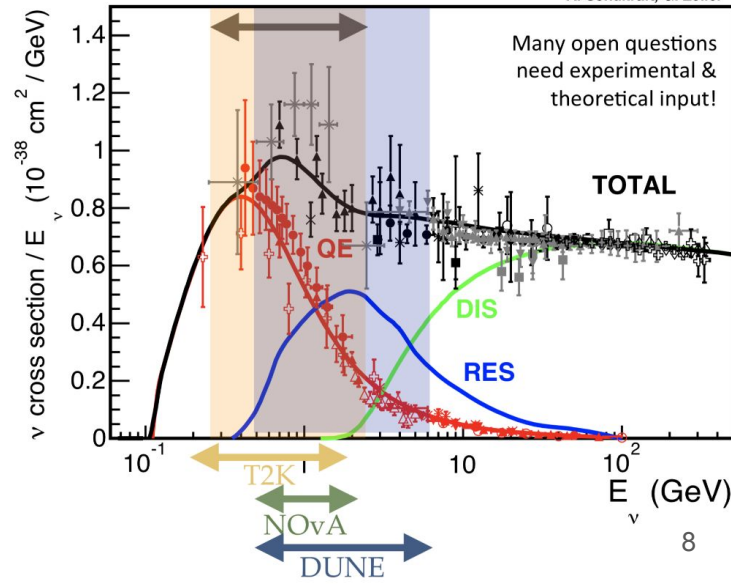 Many open questions
need experimental &
theoretical input!
ν cross section / E_ν (10^-38 cm^2 / GeV)
1.4
1.2
1
0.8
0.6
0.4
0.2
0
TOTAL
QE
DIS
RES
10^-1 1 10 10^2
E_ν (GeV)
T2K
NOvA
DUNE
8